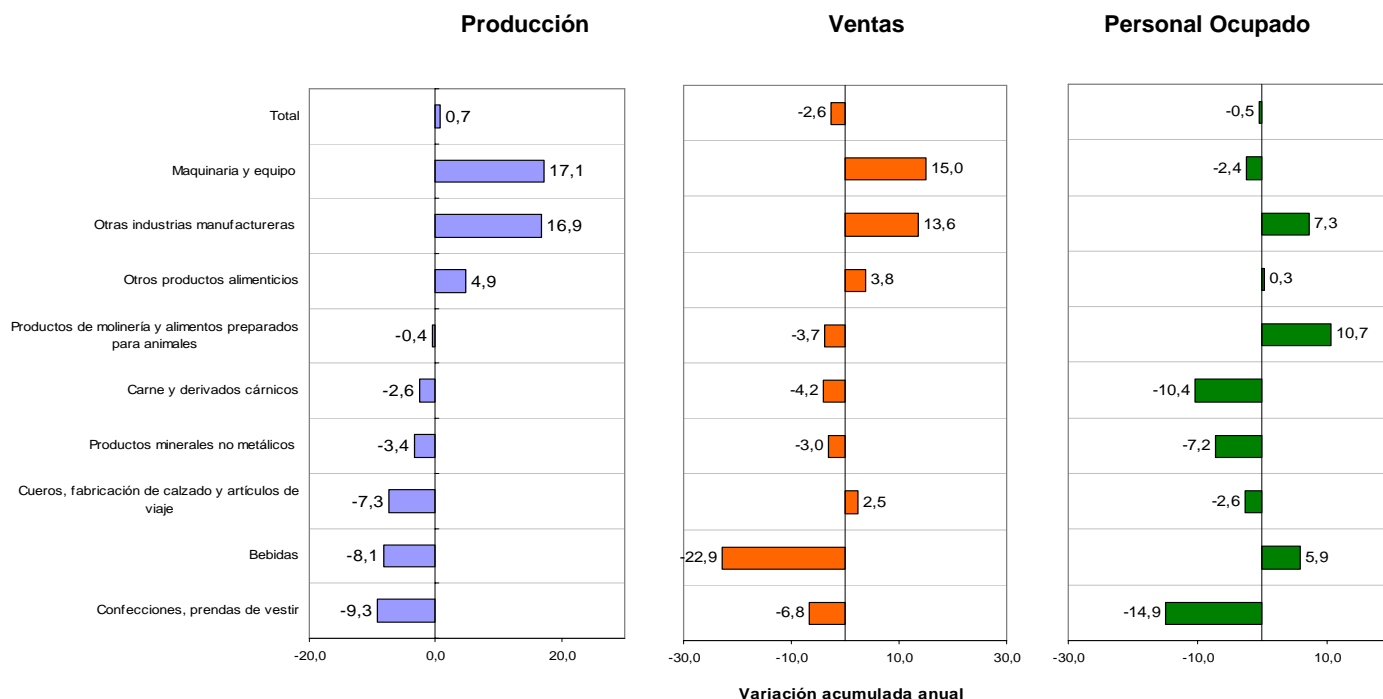 Producción
Ventas
Personal Ocupado
Total
0,7
-2,6
-0,5
Maquinaria y equipo
17,1
15,0
-2,4
Otras industrias manufactureras
16,9
13,6
7,3
Otros productos alimenticios
4,9
3,8
0,3
Productos de molinería y alimentos preparados
para animales
-0,4
-3,7
10,7
Carne y derivados cárnicos
-2,6
-4,2
-10,4
Productos minerales no metálicos
-3,4
-3,0
-7,2
Cueros, fabricación de calzado y artículos de
viaje
-7,3
2,5
-2,6
Bebidas
-8,1
-22,9
5,9
Confecciones, prendas de vestir
-9,3
-6,8
-14,9
-20,0
0,0
20,0
-30,0
-10,0
10,0
30,0
-30,0
-10,0
10,0
Variación acumulada anual